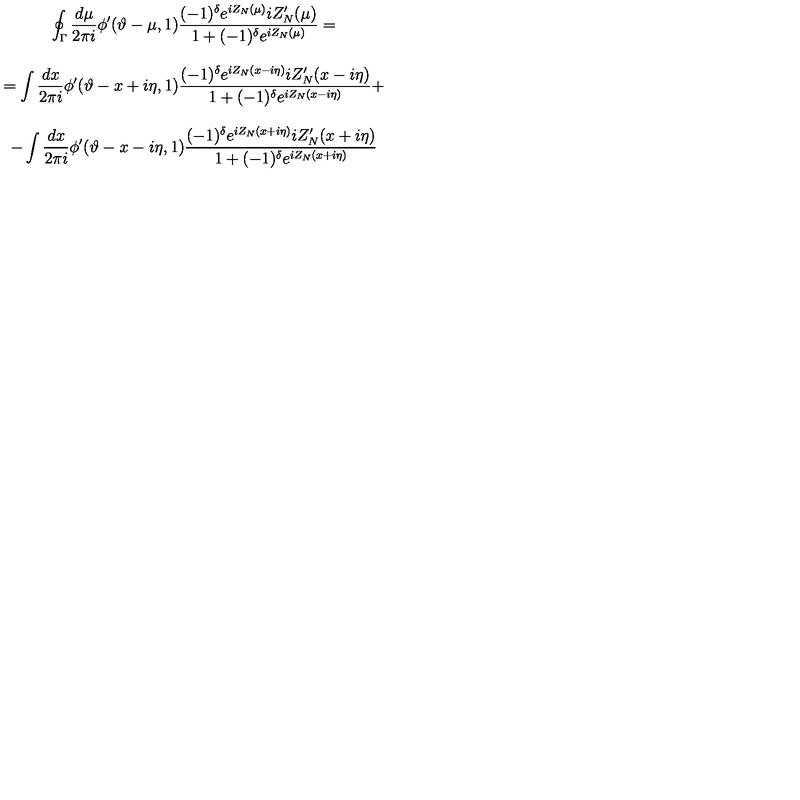 \oint_{\Gamma} \frac{d\mu}{2\pi i} \phi'(\vartheta - \mu, 1) \frac{(-1)^{\delta} e^{iZ_N(\mu)} iZ'_N(\mu)}{1 + (-1)^{\delta} e^{iZ_N(\mu)}} =
= \int \frac{dx}{2\pi i} \phi'(\vartheta - x + i\eta, 1) \frac{(-1)^{\delta} e^{iZ_N(x - i\eta)} iZ'_N(x - i\eta)}{1 + (-1)^{\delta} e^{iZ_N(x - i\eta)}} +
- \int \frac{dx}{2\pi i} \phi'(\vartheta - x - i\eta, 1) \frac{(-1)^{\delta} e^{iZ_N(x + i\eta)} iZ'_N(x + i\eta)}{1 + (-1)^{\delta} e^{iZ_N(x + i\eta)}}